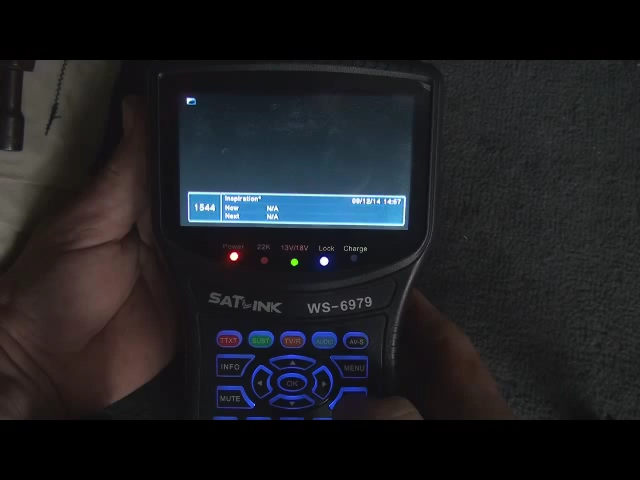 1544
Inspiration*
09/12/14 14:57
Now N/A
Next N/A
Power 22K 13V/18V Lock Charge
SATLINK WS-6979
TTXT SUBT TV/R AUDIO AV-S
INFO OK MENU
MUTE